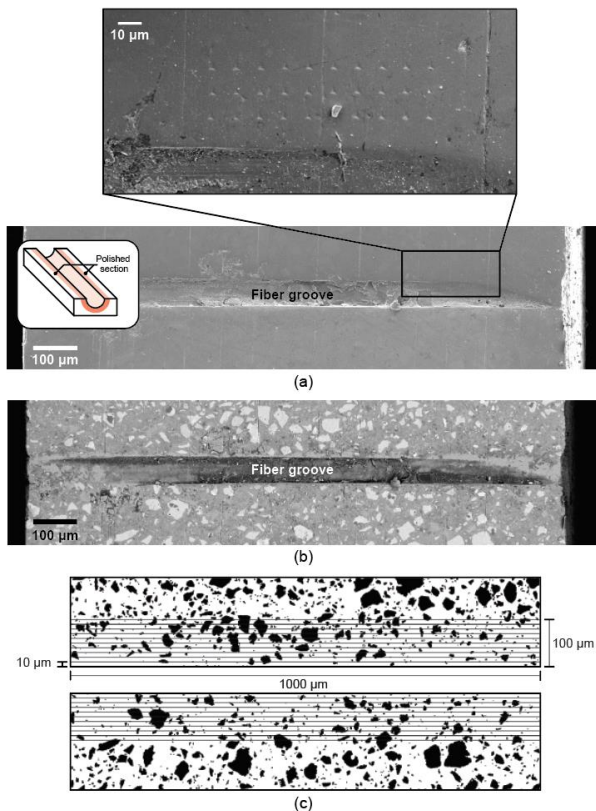 10 µm
Polished
section
Fiber groove
100 µm
(a)
Fiber groove
100 µm
(b)
100 µm
10 µm
1000 µm
(c)